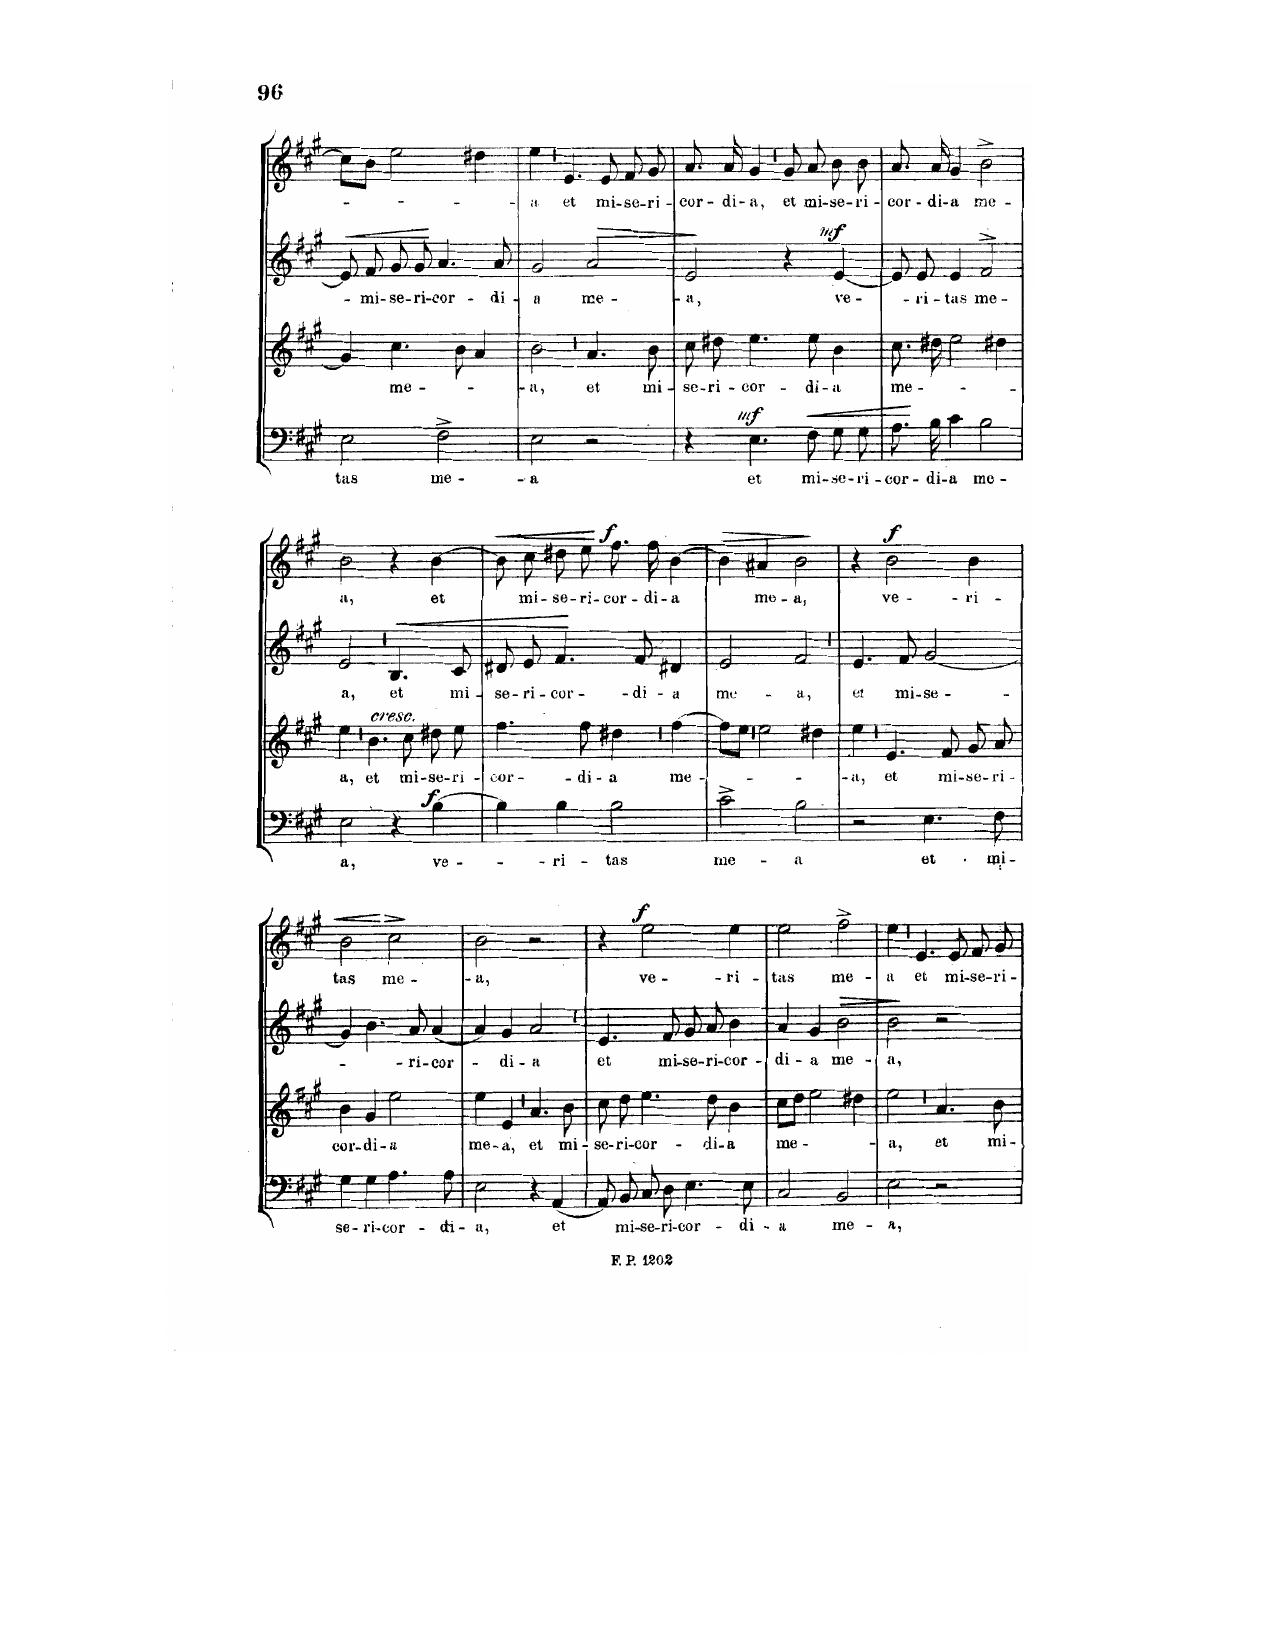 96
- - - - a et mi-se-ri- cor- di-a, et mi-se-ri- cor- di-a me-
mf
- mi-se-ri-cor - di - a me - - a, ve - - ri - tas me -
me - - - a, et mi - se-ri - cor - di-a me - - -
mf
tas me - - a et mi-se-ri-cor-di-a me-
f f
a, et mi-se-ri-cor-di-a me-a, ve - - ri -
a, et mi - se-ri-cor - - di - a me - a, et mi-se -
cresc.
a, et mi-se-ri - cor - - di - a me - - - - a, et mi-se-ri -
f
a, ve - - - ri - tas me - a et mi-
f
tas me - - a, ve - - ri - tas me - a et mi-se-ri-
- - ri-cor - di - a et mi-se-ri-cor - di - a me - a,
cor-di-a me-a, et mi-se-ri-cor - di-a me - - - a, et mi-
se-ri-cor - di-a, et mi-se-ri-cor - di - a me - a,
F. P. 1202